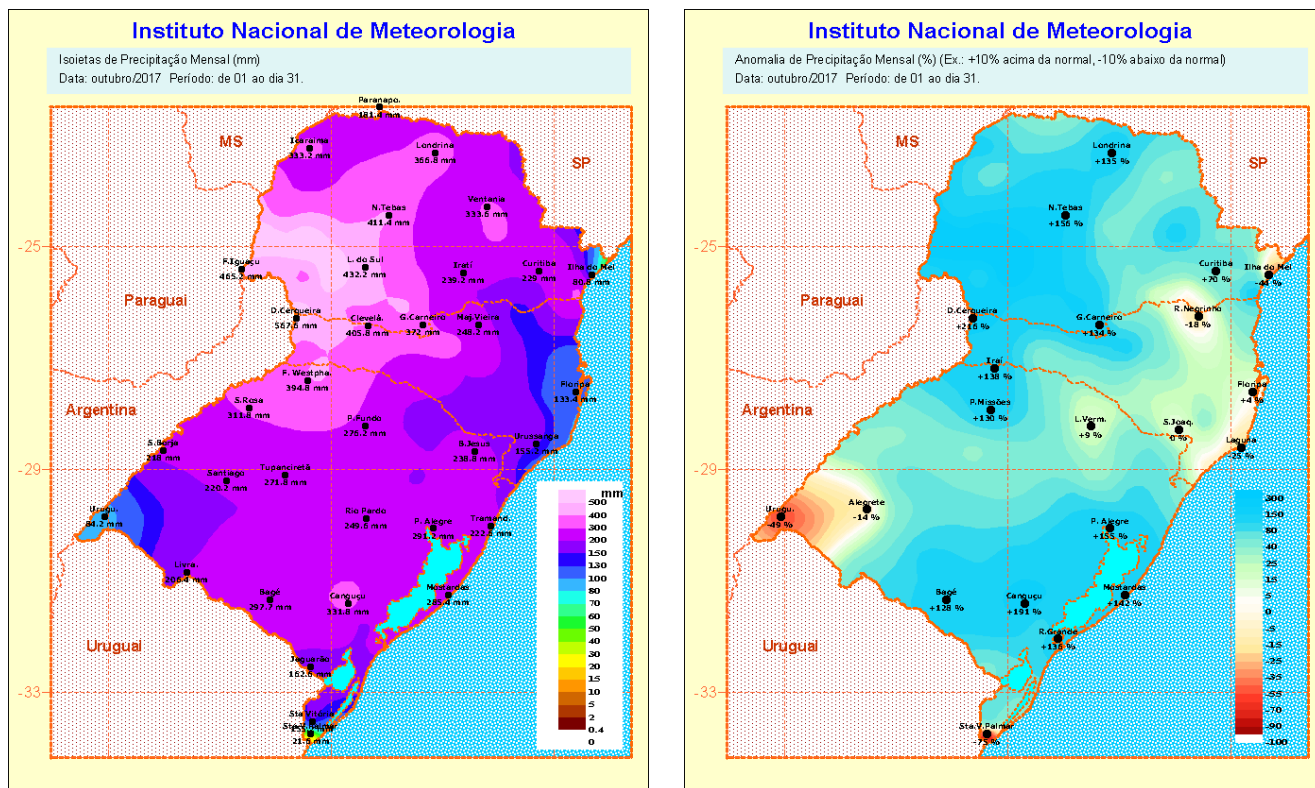 Instituto Nacional de Meteorologia
Isoietas de Precipitação Mensal (mm)
Data: outubro/2017 Período: de 01 ao dia 31.
Paranapo.
181.4 mm
MS
Icaraima
333.2 mm
Londrina
366.8 mm
SP
N.Tebas
411.4 mm
Ventania
333.6 mm
-25
F.Iguaçu
465.2 mm
L. do Sul
432.2 mm
Irati
239.2 mm
Curitiba
229 mm
Ilha do Mel
80.8 mm
Paraguai
D.Cerqueira
567.6 mm
Clevelâ.
405.8 mm
G.Carneiro
372 mm
Maj.Vieira
248.2 mm
F. Westpha.
394.8 mm
Floripa
133.4 mm
Argentina
S.Rosa
311.8 mm
P.Fundo
276.2 mm
S.Borja
218 mm
B.Jesus
238.8 mm
Urussanga
155.2 mm
-29
Santiago
220.2 mm
Tupanciretã
271.8 mm
Urugu.
84.2 mm
Rio Pardo
249.6 mm
P. Alegre
291.2 mm
Tramand.
222.6 mm
Livra.
206.4 mm
Bagé
297.7 mm
Canguçu
331.8 mm
Mostardas
285.4 mm
Uruguai
Jaguarão
162.6 mm
-33
Sta.Vitória
Sta.V.Palmar
21.6 mm
mm
500
400
300
200
150
130
100
80
70
60
50
40
30
20
15
10
5
2
0.4
0
Instituto Nacional de Meteorologia
Anomalia de Precipitação Mensal (%) (Ex.: +10% acima da normal, -10% abaixo da normal)
Data: outubro/2017 Período: de 01 ao dia 31.
MS
Londrina
+135 %
SP
N.Tebas
+156 %
-25
Curitiba
+70 %
Ilha do Mel
-44 %
Paraguai
D.Cerqueira
+216 %
G.Carneiro
+134 %
R.Negrinho
-18 %
Iraí
+138 %
Floripa
+4 %
Argentina
P.Missões
+130 %
L.Verm.
+9 %
S.Joaq.
0 %
Laguna
-25 %
-29
Urugu.
-49 %
Alegrete
-14 %
P. Alegre
+155 %
Bagé
+128 %
Canguçu
+191 %
Mostardas
+142 %
R.Grande
+136 %
Uruguai
-33
Sta.V.Palmar
-75 %
300
150
80
40
25
15
5
0
-5
-15
-25
-35
-55
-70
-90
-100